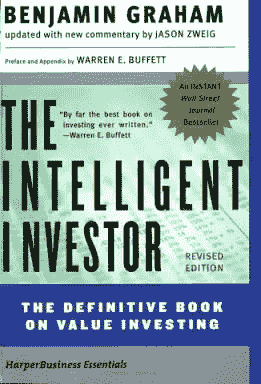 BENJAMIN GRAHAM
updated with new commentary by JASON ZWEIG
Preface and Appendix by WARREN E. BUFFETT
An INSTANT
Wall Street
Journal
Bestseller
"By far the best book on
investing ever written."
—Warren E. Buffett
THE
INTELLIGENT
INVESTOR
REVISED
EDITION
THE DEFINITIVE BOOK
ON VALUE INVESTING
HarperBusiness Essentials